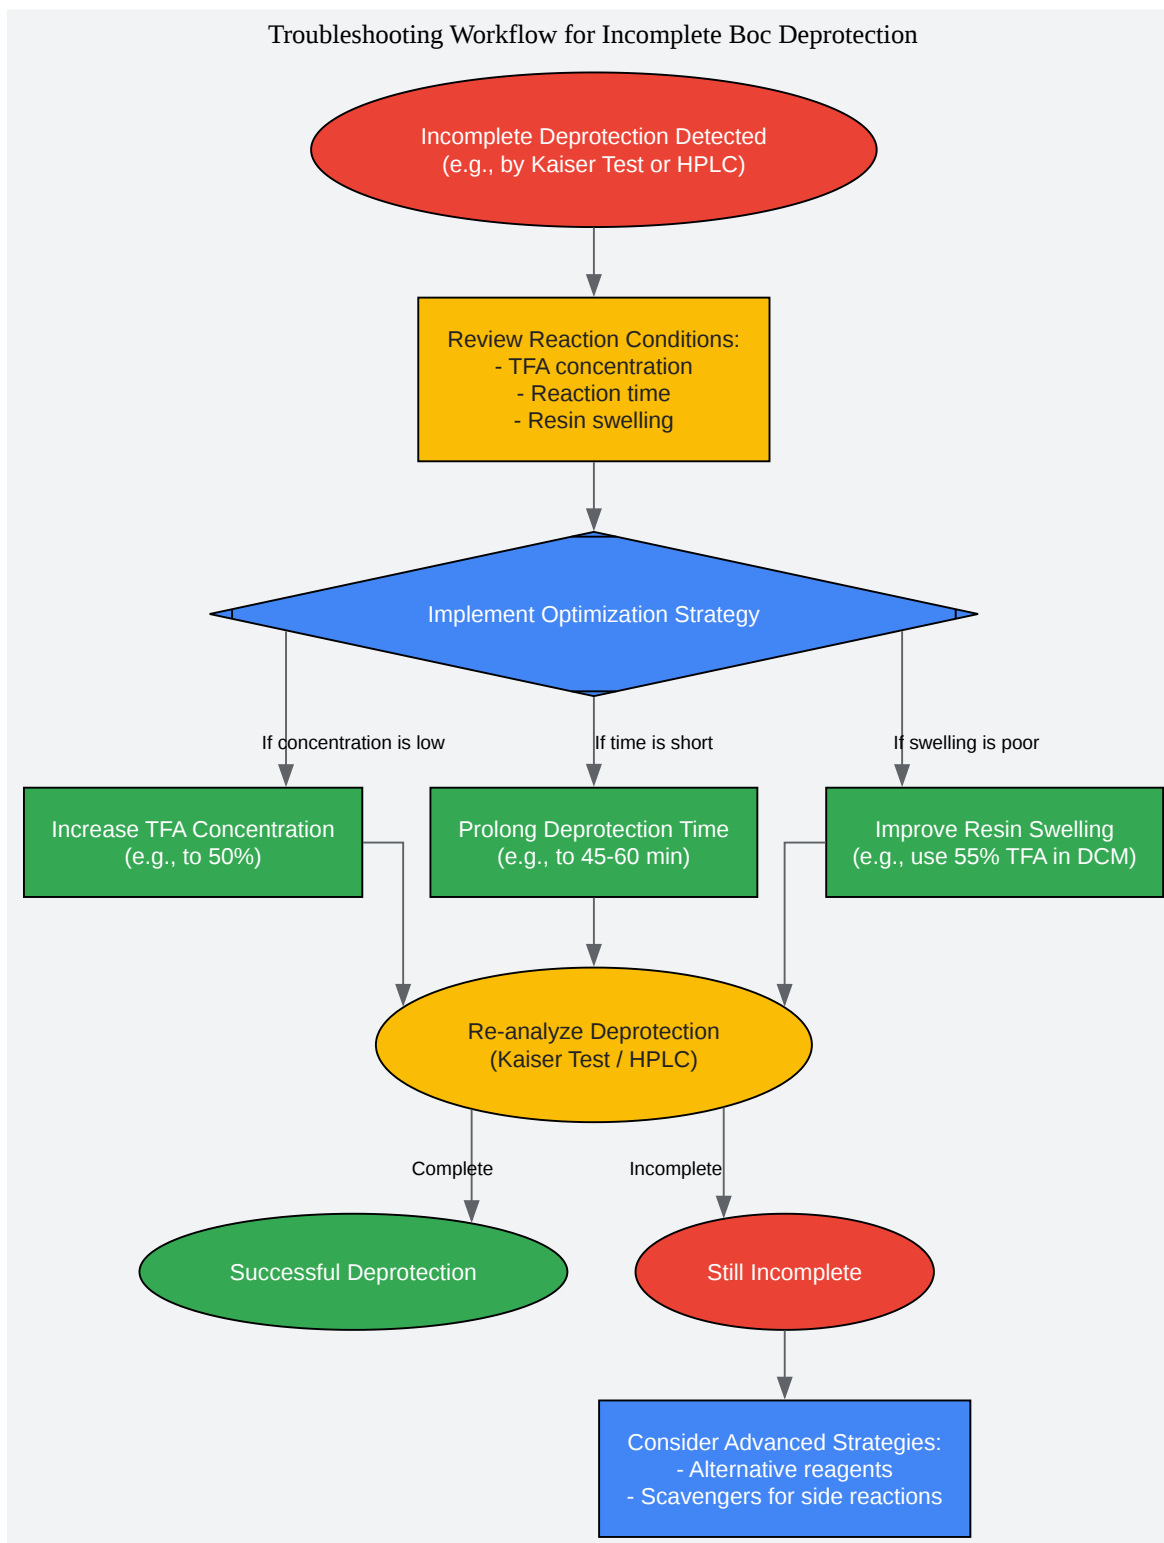 Troubleshooting Workflow for Incomplete Boc Deprotection
Incomplete Deprotection Detected
(e.g., by Kaiser Test or HPLC)
Review Reaction Conditions:
- TFA concentration
- Reaction time
- Resin swelling
Implement Optimization Strategy
If concentration is low
If time is short
If swelling is poor
Increase TFA Concentration
(e.g., to 50%)
Prolong Deprotection Time
(e.g., to 45-60 min)
Improve Resin Swelling
(e.g., use 55% TFA in DCM)
Re-analyze Deprotection
(Kaiser Test / HPLC)
Complete
Incomplete
Successful Deprotection
Still Incomplete
Consider Advanced Strategies:
- Alternative reagents
- Scavengers for side reactions